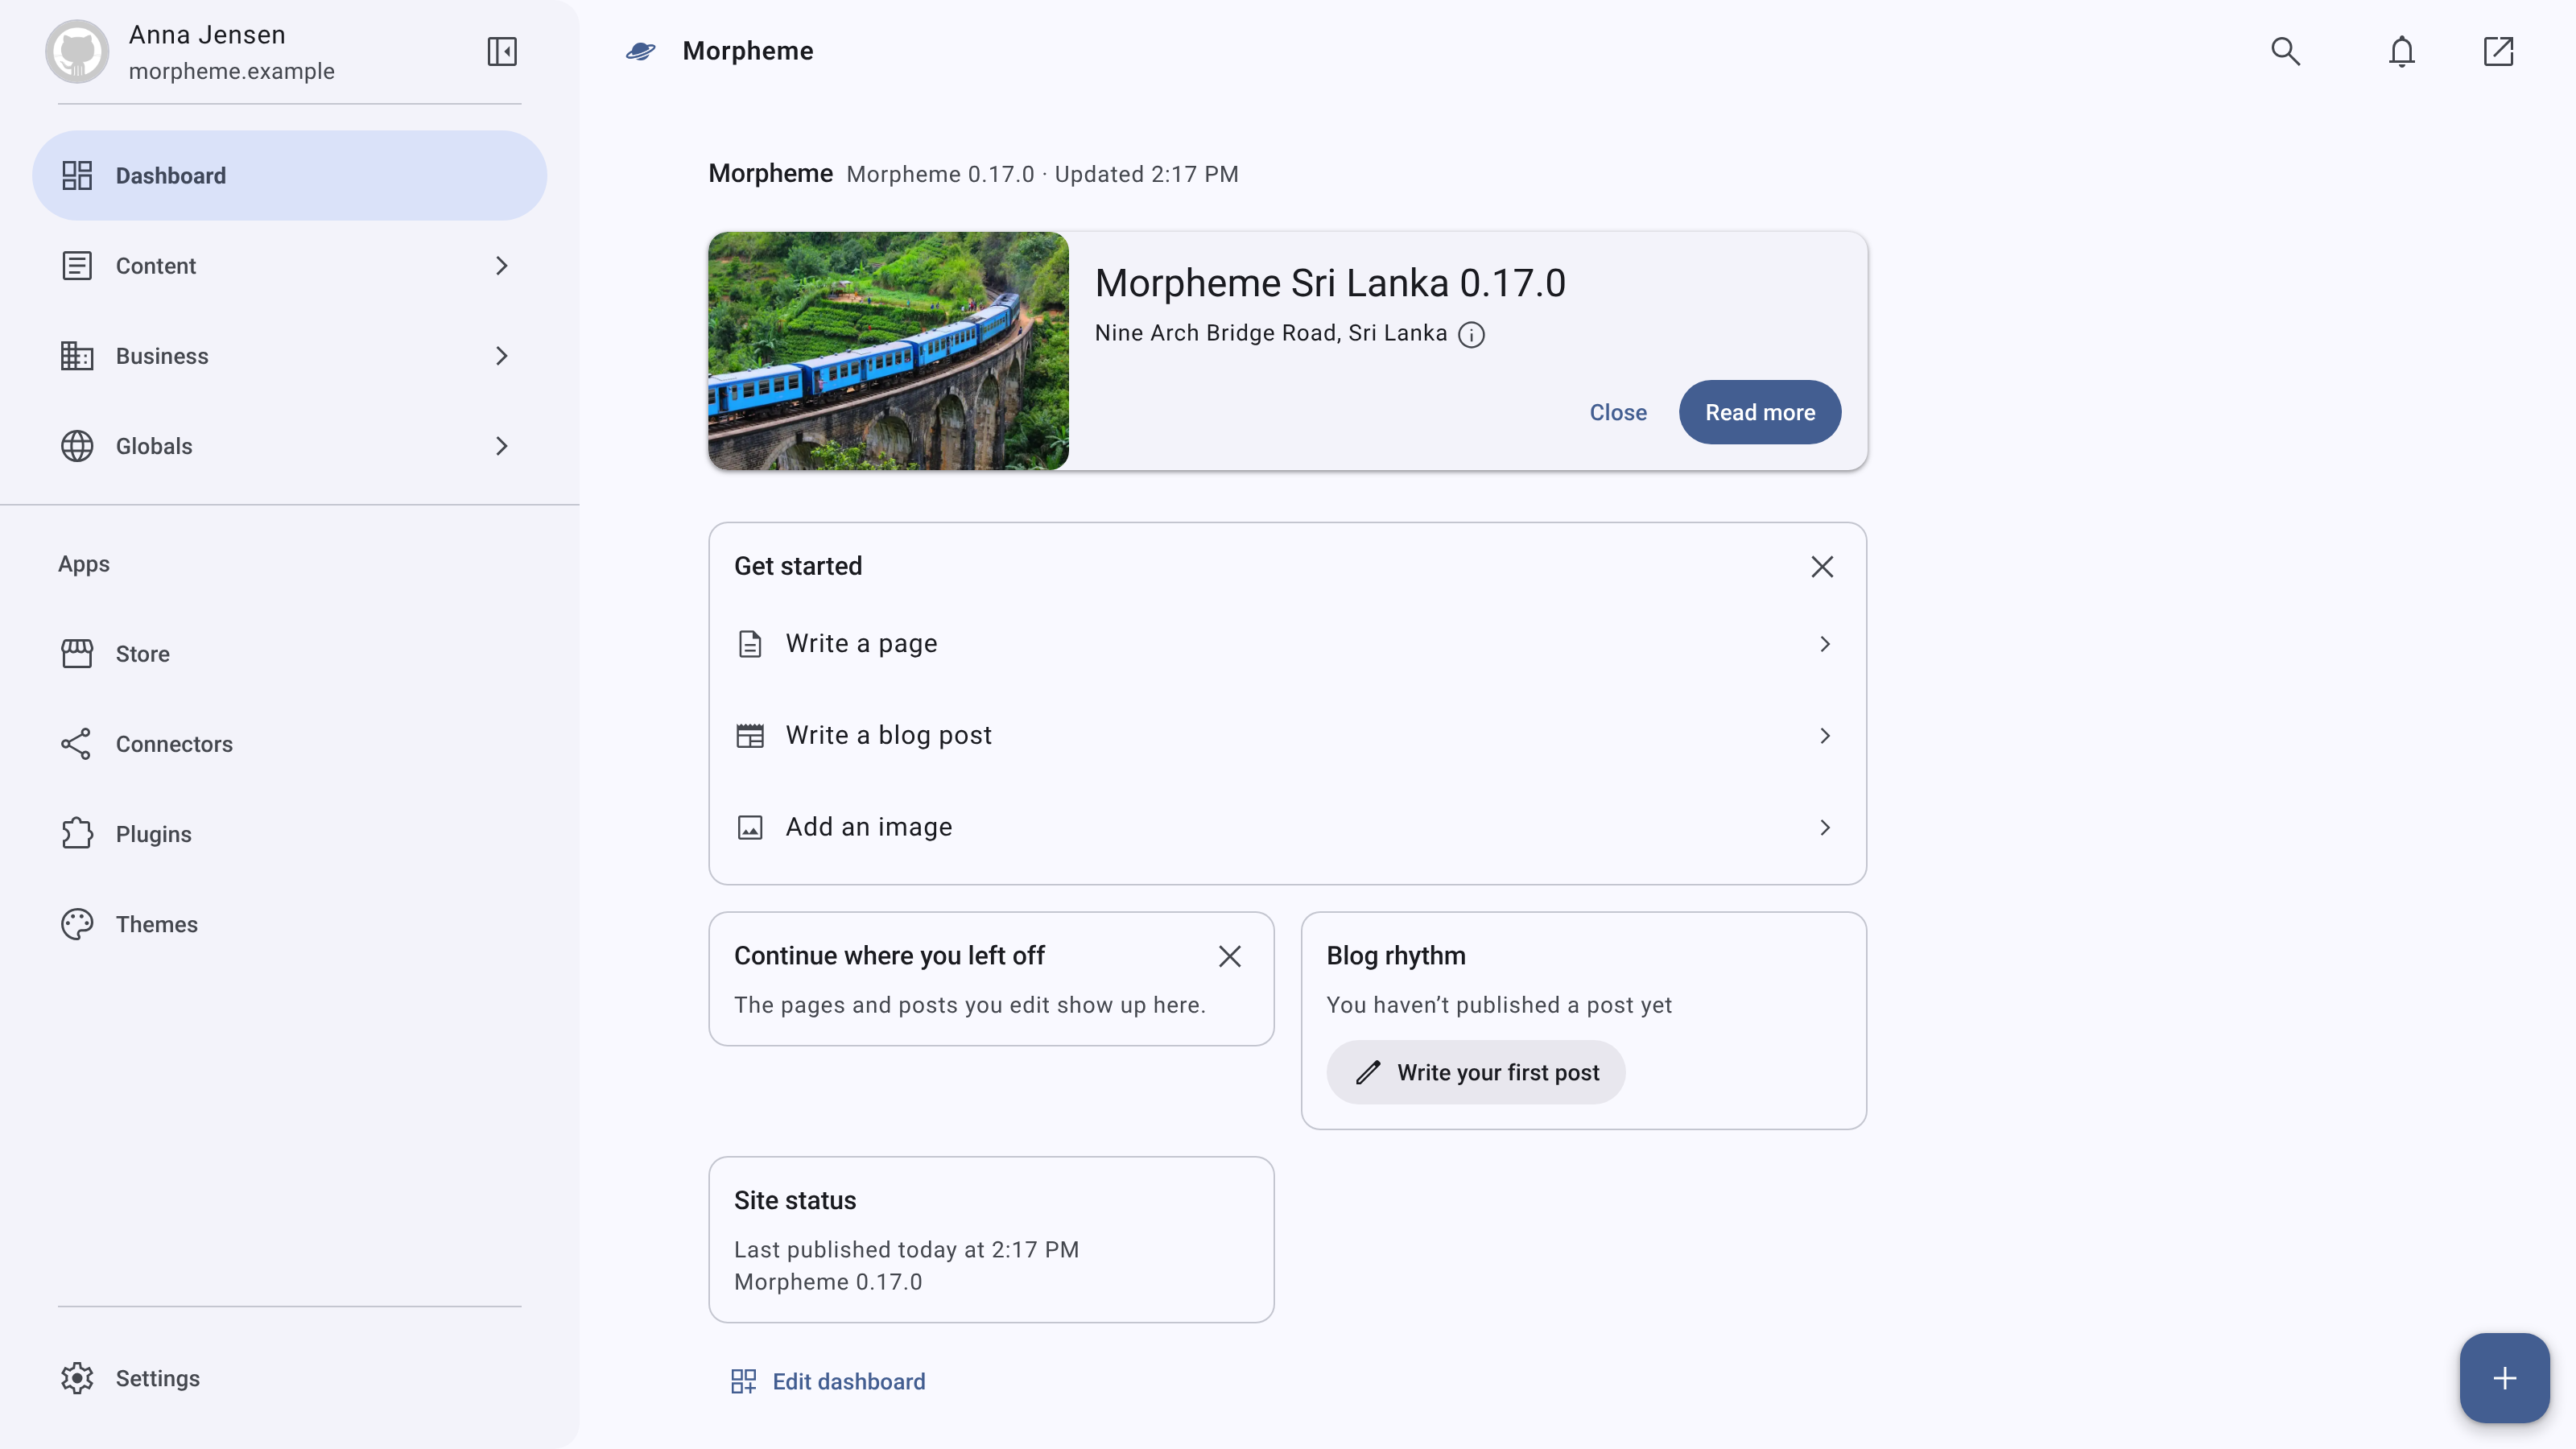 Anna Jensen
morpheme.example
Dashboard
Content
Business
Globals
Apps
Store
Connectors
Plugins
Themes
Settings
Morpheme
Morpheme Morpheme 0.17.0 · Updated 2:17 PM
Morpheme Sri Lanka 0.17.0
Nine Arch Bridge Road, Sri Lanka
Close Read more
Get started
Write a page
Write a blog post
Add an image
Continue where you left off
The pages and posts you edit show up here.
Blog rhythm
You haven’t published a post yet
Write your first post
Site status
Last published today at 2:17 PM
Morpheme 0.17.0
Edit dashboard